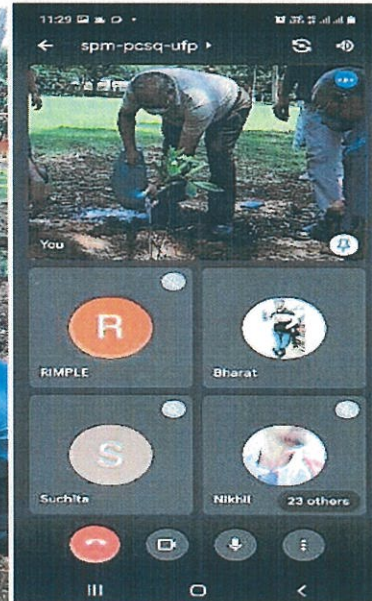 11:29
spm-pcsq-ufp
You
R
RIMPLE
Bharat
S
Suchita
Nikhil
23 others